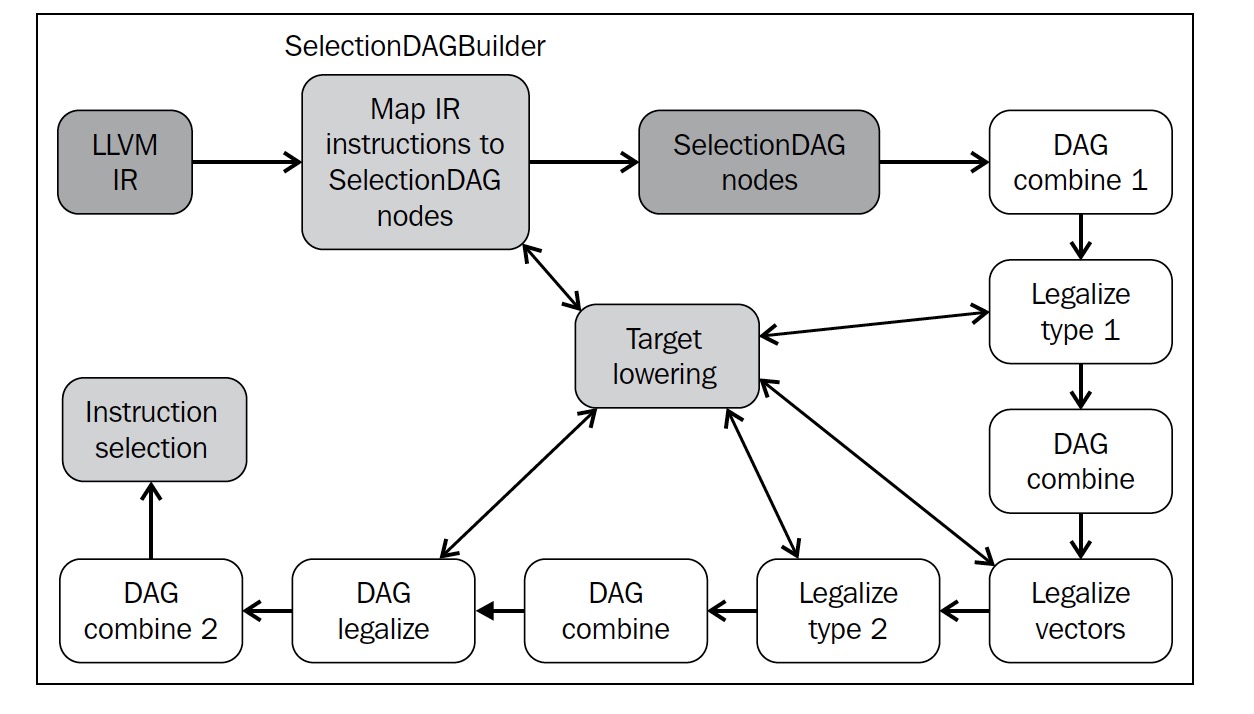 SelectionDAGBuilder
LLVM
IR
Map IR
instructions to
SelectionDAG
nodes
SelectionDAG
nodes
DAG
combine 1
Legalize
type 1
Target
lowering
DAG
combine
Instruction
selection
DAG
combine 2
DAG
legalize
DAG
combine
Legalize
type 2
Legalize
vectors